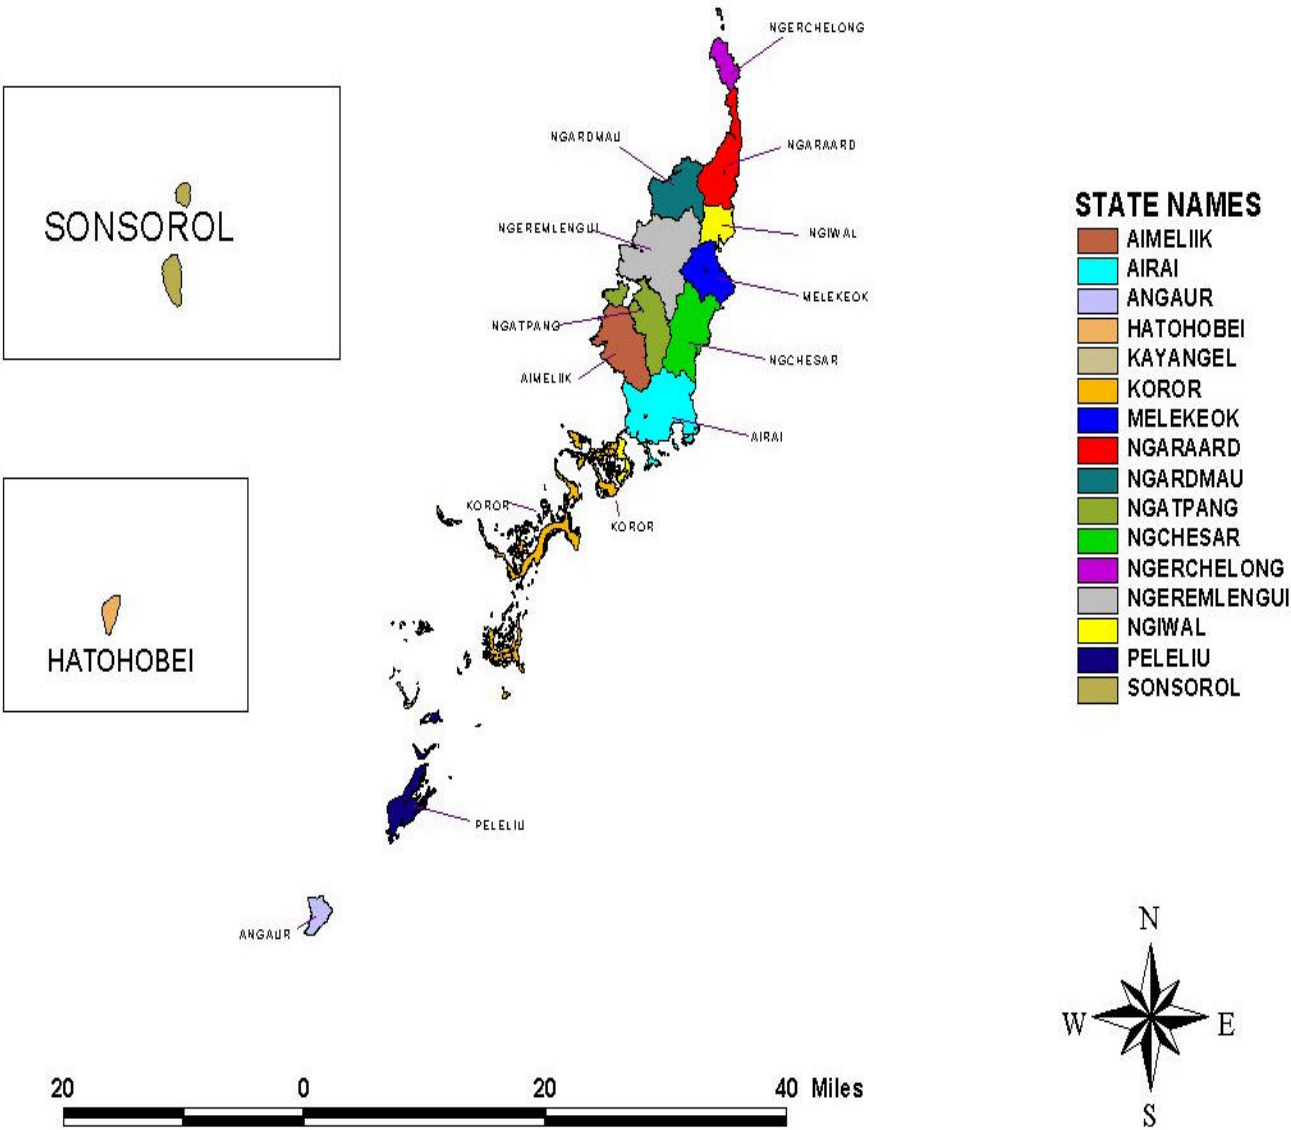 NGERCHELONG
NGARDMAU
NGARAARD
SONSOROL
NGEREMLENGUI
NGIWAL
MELEKEOK
NGATPANG
NGCHESAR
AIMELIIK
AIRAI
KOROR
KOROR
HATOHOBEI
PELELIU
ANGAUR
STATE NAMES
AIMELIIK
AIRAI
ANGAUR
HATOHOBEI
KAYANGEL
KOROR
MELEKEOK
NGARAARD
NGARDMAU
NGATPANG
NGCHESAR
NGERCHELONG
NGEREMLENGUI
NGIWAL
PELELIU
SONSOROL
N
W E
S
20 0 20 40 Miles